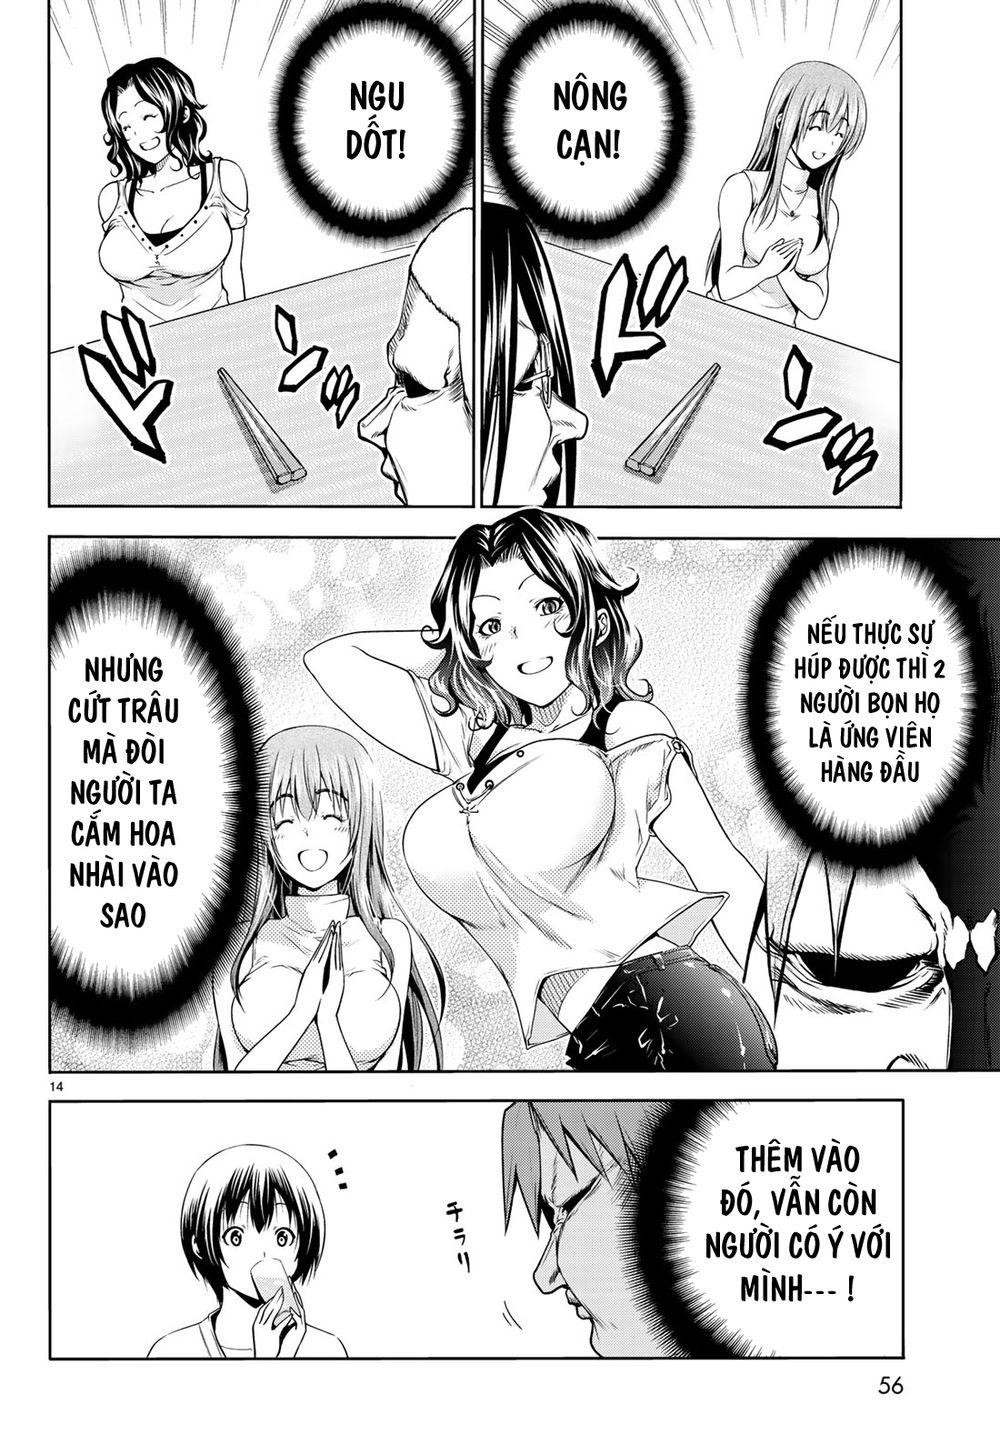 NÔNG
CẠN!
NGU
DỐT!
NẾU THỰC SỰ
HÚP ĐƯỢC THÌ 2
NGƯỜI BỌN HỌ
LÀ ỨNG VIÊN
HÀNG ĐẦU
NHƯNG
CỨT TRÂU
MÀ ĐÒI
NGƯỜI TA
CẮM HOA
NHÀI VÀO
SAO
14
THÊM VÀO
ĐÓ, VẪN CÒN
NGƯỜI CÓ Ý VỚI
MÌNH--- !
チラリ
56